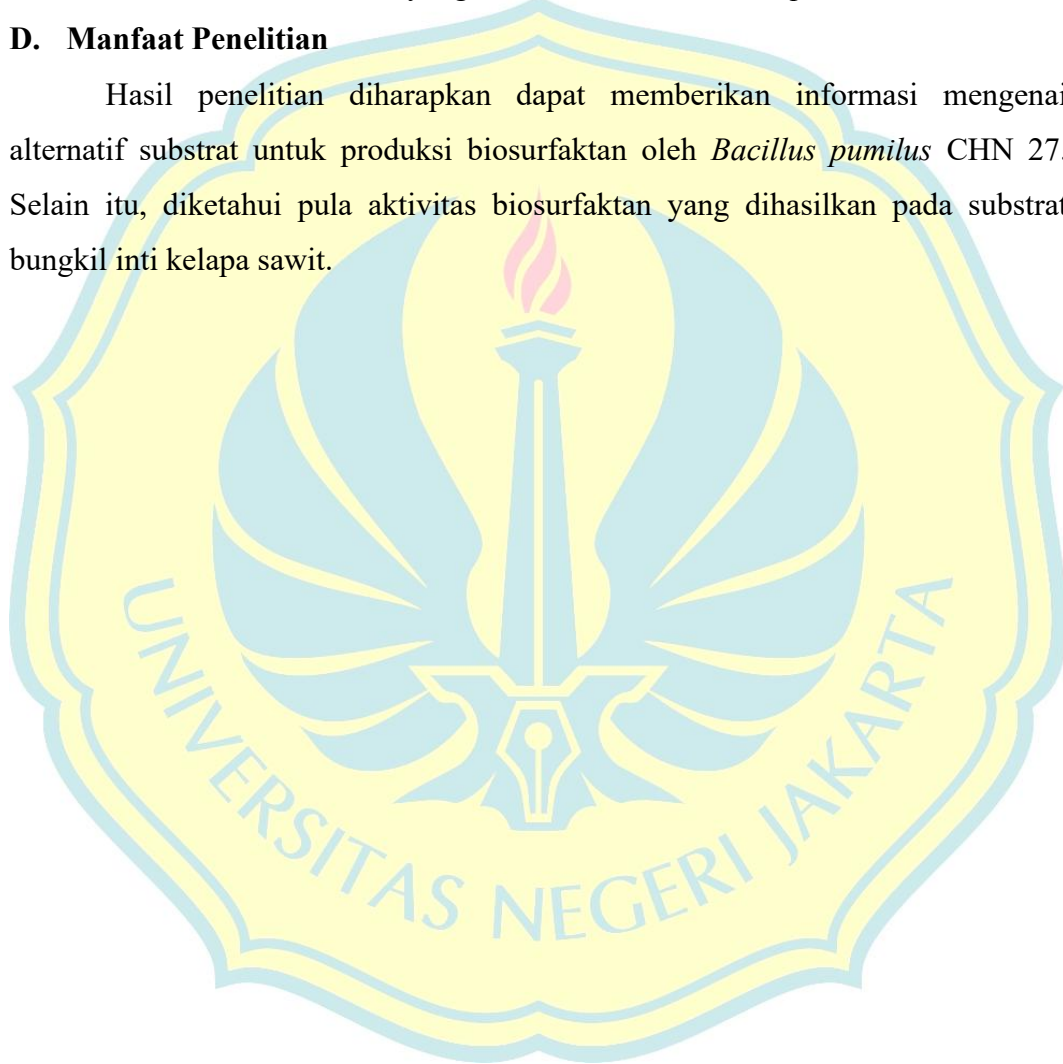 D. Manfaat Penelitian
Hasil penelitian diharapkan dapat memberikan informasi mengenai
alternatif substrat untuk produksi biosurfaktan oleh Bacillus pumilus CHN 27.
Selain itu, diketahui pula aktivitas biosurfaktan yang dihasilkan pada substrat
bungkil inti kelapa sawit.
UNIVERSITAS NEGERI JAKARTA